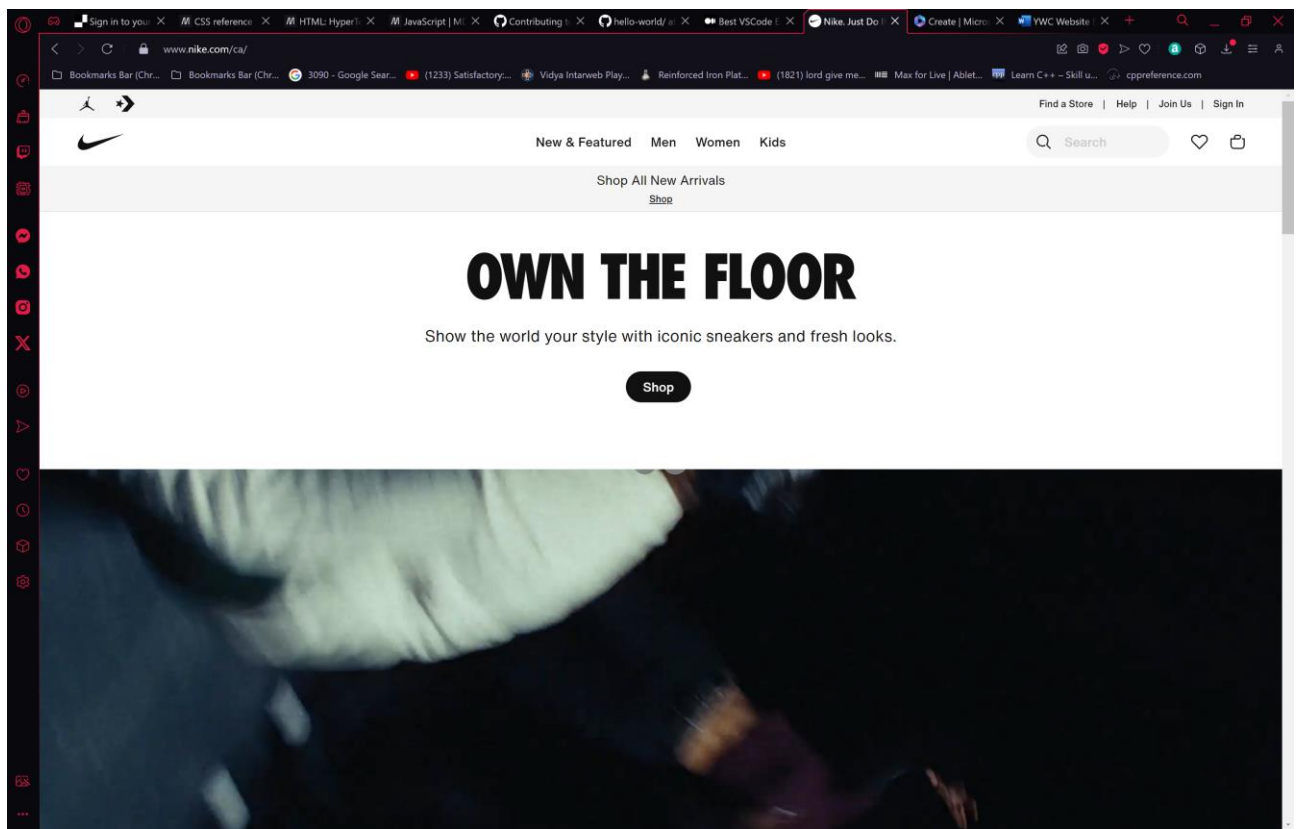 Sign in to your
CSS reference
HTML: HyperTe
JavaScript | MD
Contributing to
hello-world/
Best VSCode E
Nike. Just Do I
Create | Micros
YWC Website
www.nike.com/ca/
Bookmarks Bar (Chr...
Bookmarks Bar (Chr...
3090 - Google Sear...
(1233) Satisfactory:...
Vidya Intarweb Play...
Reinforced Iron Plat...
(1821) lord give me...
Max for Live | Ablet...
Learn C++ – Skill u...
cppreference.com
Find a Store | Help | Join Us | Sign In
New & Featured Men Women Kids
Search
Shop All New Arrivals
Shop
OWN THE FLOOR
Show the world your style with iconic sneakers and fresh looks.
Shop